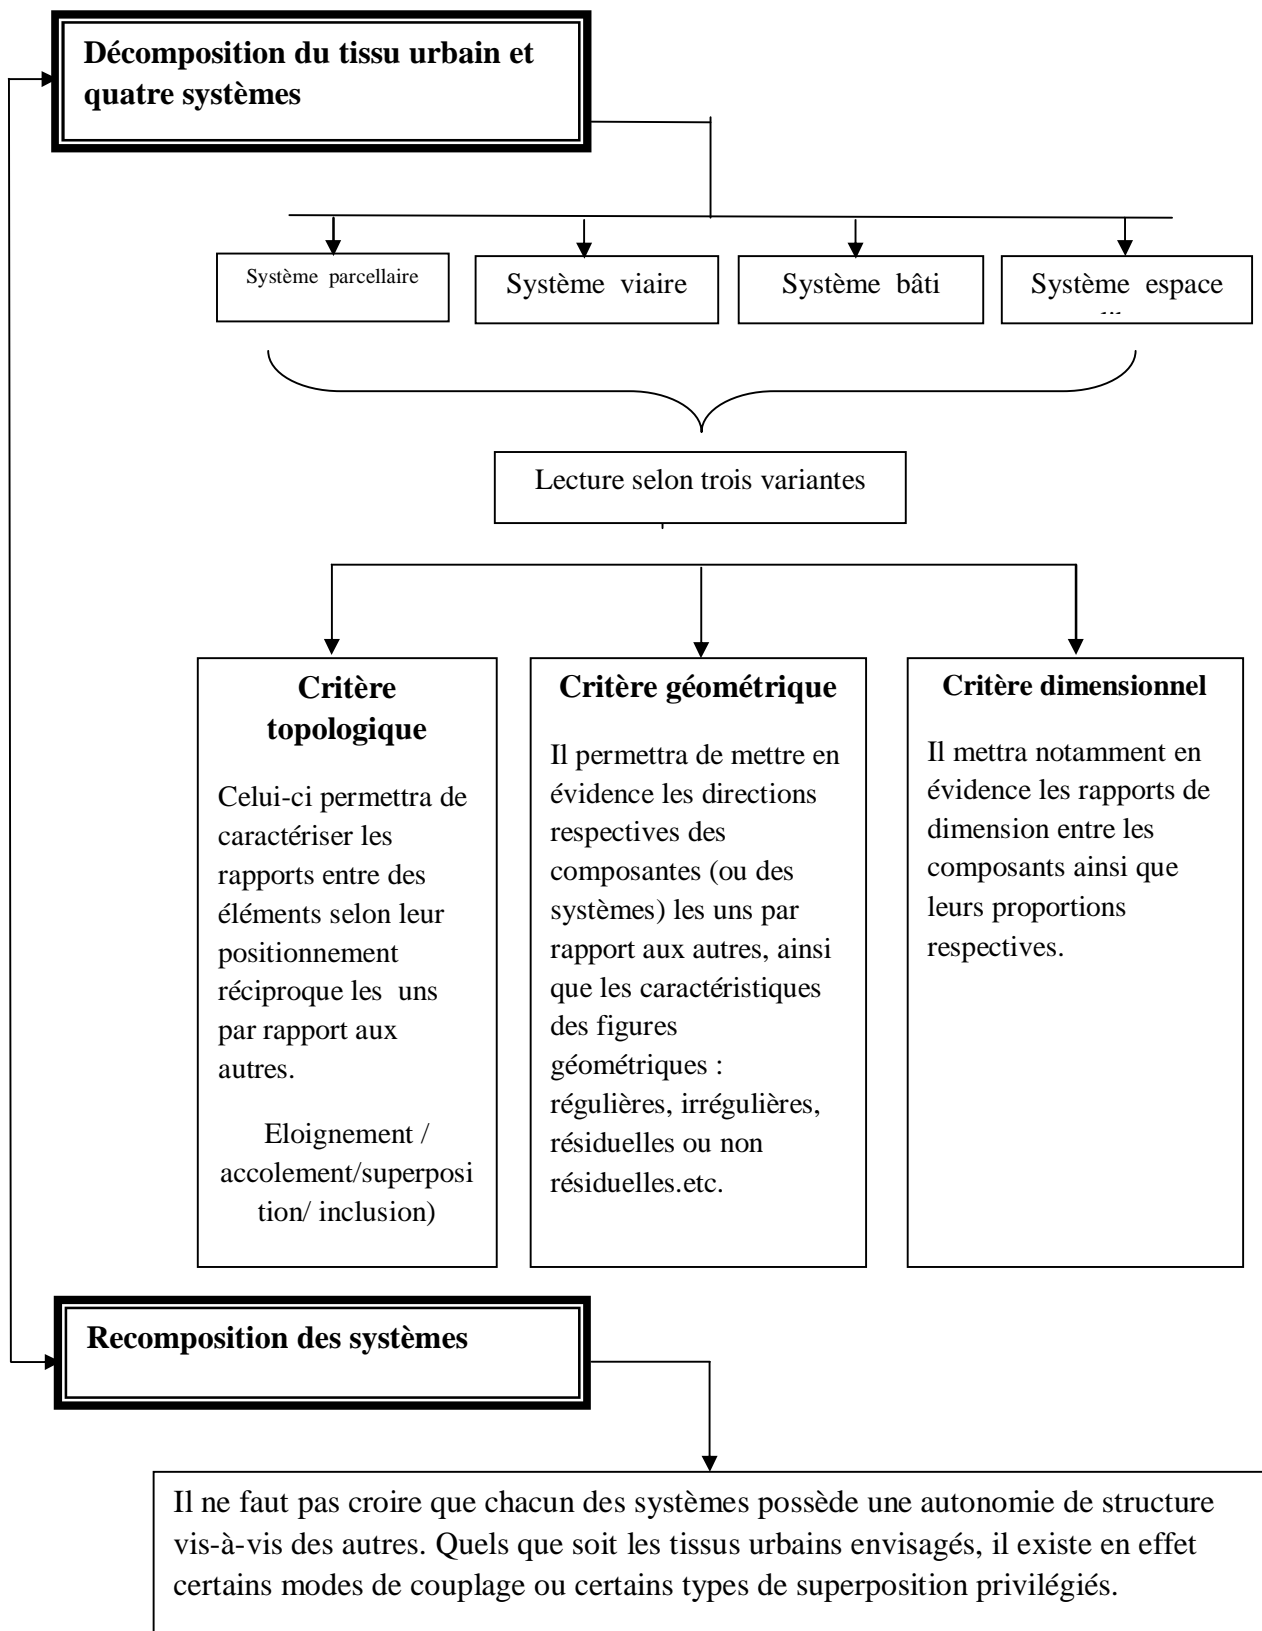 Décomposition du tissu urbain et
quatre systèmes
Système parcellaire
Système viaire
Système bâti
Système espace
Lecture selon trois variantes
Critère
topologique
Celui-ci permettra de
caractériser les
rapports entre des
éléments selon leur
positionnement
réciproque les uns
par rapport aux
autres.
Eloignement /
accolement/superposi
tion/ inclusion)
Critère géométrique
Il permettra de mettre en
évidence les directions
respectives des
composantes (ou des
systèmes) les uns par
rapport aux autres, ainsi
que les caractéristiques
des figures
géométriques :
régulières, irrégulières,
résiduelles ou non
résiduelles.etc.
Critère dimensionnel
Il mettra notamment en
évidence les rapports de
dimension entre les
composants ainsi que
leurs proportions
respectives.
Recomposition des systèmes
Il ne faut pas croire que chacun des systèmes possède une autonomie de structure
vis-à-vis des autres. Quels que soit les tissus urbains envisagés, il existe en effet
certains modes de couplage ou certains types de superposition privilégiés.